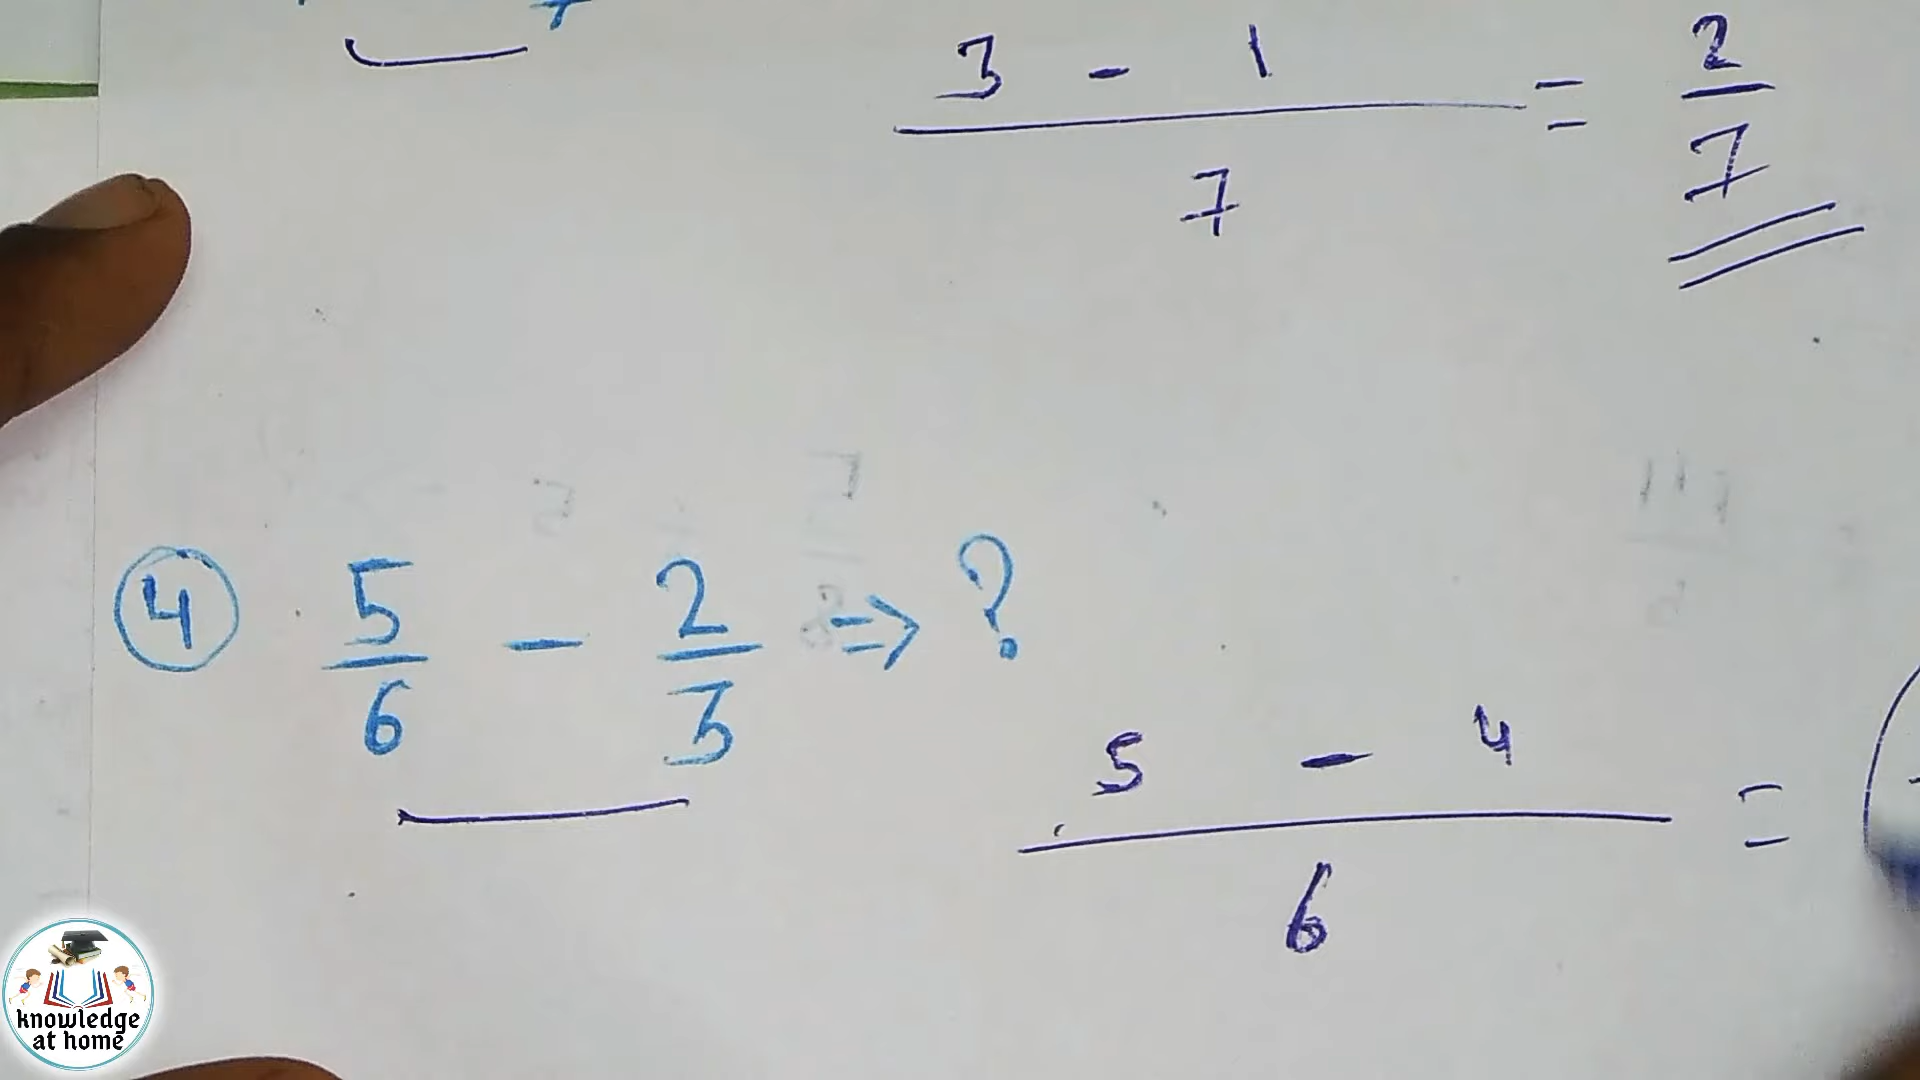 3 - 1 = 2
7 7
4 5/6 - 2/3 => ?
5 - 4 =
6
knowledge
at home